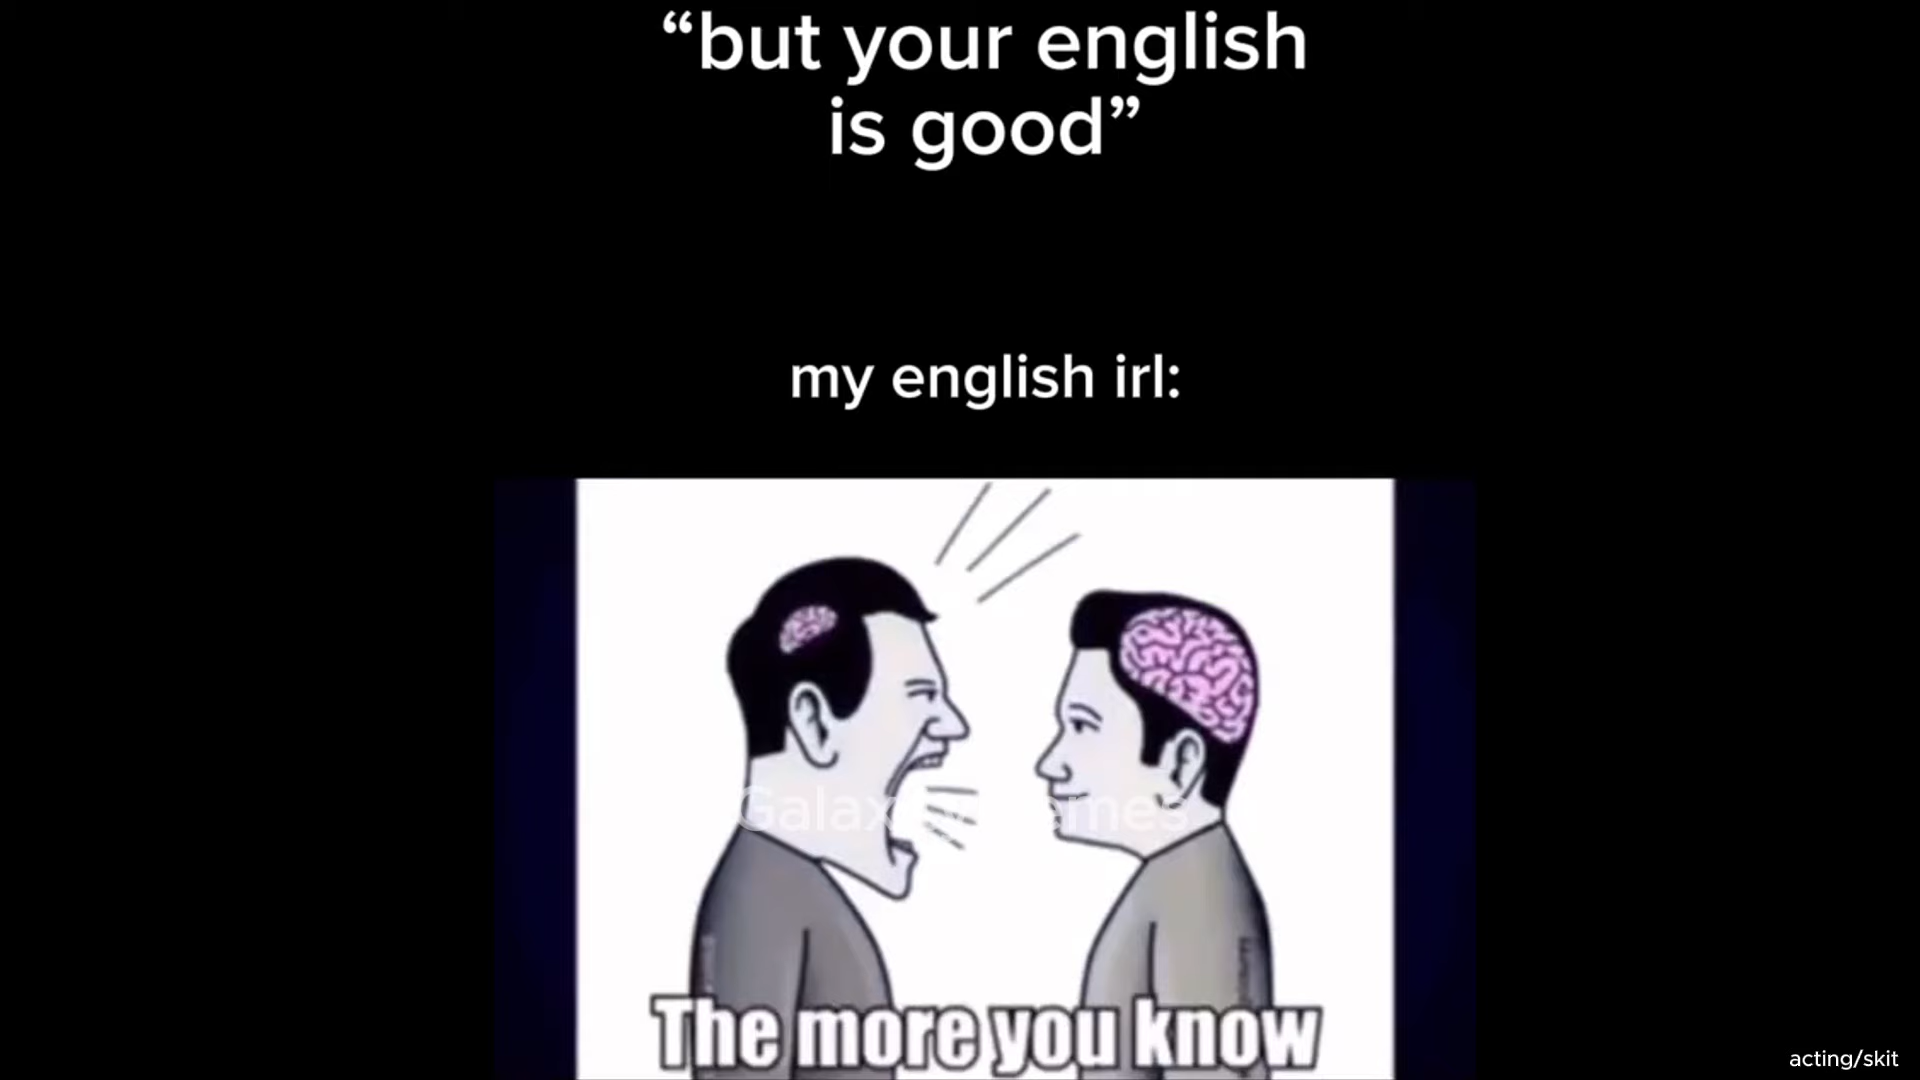 “but your english
is good”
my english irl:
The more you know
acting/skit